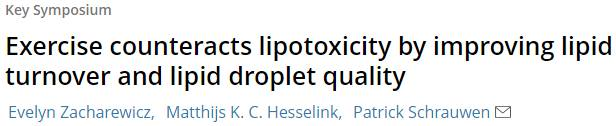 Key Symposium
Exercise counteracts lipotoxicity by improving lipid
turnover and lipid droplet quality
Evelyn Zacharewicz, Matthijs K. C. Hesselink, Patrick Schrauwen